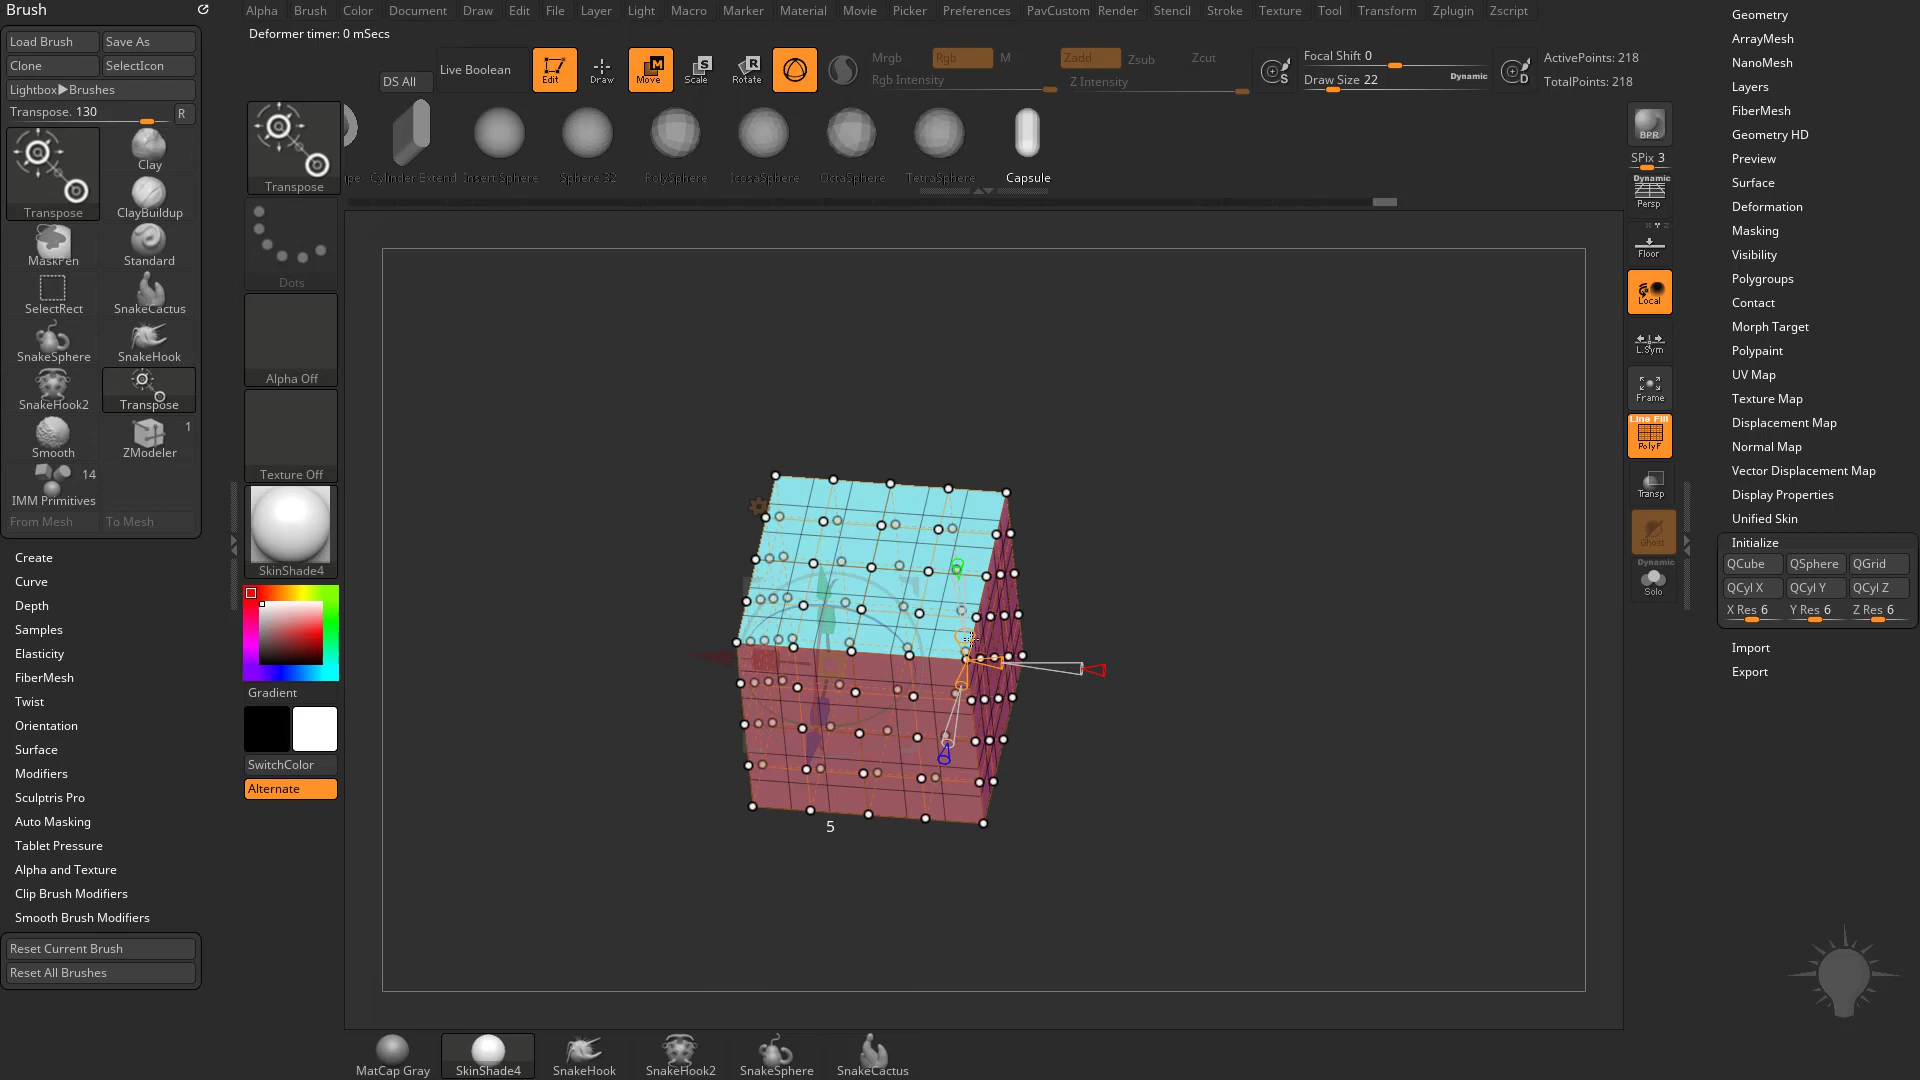 Brush
Alpha Brush Color Document Draw Edit File Layer Light Macro Marker Material Movie Picker Preferences PavCustom Render Stencil Stroke Texture Tool Transform Zplugin Zscript
Deformer timer: 0 mSecs
Load Brush Save As
Clone SelectIcon
Lightbox▶Brushes
Transpose. 130 R
Transpose
Clay
ClayBuildup
MaskPen Standard
SelectRect SnakeCactus
SnakeSphere SnakeHook
SnakeHook2 Transpose
Smooth ZModeler 1
IMM Primitives 14
From Mesh To Mesh
Create
Curve
Depth
Samples
Elasticity
FiberMesh
Twist
Orientation
Surface
Modifiers
Sculptris Pro
Auto Masking
Tablet Pressure
Alpha and Texture
Clip Brush Modifiers
Smooth Brush Modifiers
Reset Current Brush
Reset All Brushes
DS All
Live Boolean
Edit
Draw
M
Move
S
Scale
R
Rotate
Mrgb Rgb M
Rgb Intensity
Zadd Zsub Zcut
Z Intensity
S
Focal Shift 0
Draw Size 22 Dynamic
D
ActivePoints: 218
TotalPoints: 218
Transpose
Cylinder Extend Insert Sphere Sphere 32 PolySphere IcosaSphere OctaSphere TetraSphere Capsule
Dots
Alpha Off
Texture Off
SkinShade4
Gradient
SwitchColor
Alternate
5
BPR
SPix 3
Dynamic
Persp
Floor
Local
L.Sym
Frame
Line Fill
PolyF
Transp
Ghost
Dynamic
Solo
Geometry
ArrayMesh
NanoMesh
Layers
FiberMesh
Geometry HD
Preview
Surface
Deformation
Masking
Visibility
Polygroups
Contact
Morph Target
Polypaint
UV Map
Texture Map
Displacement Map
Normal Map
Vector Displacement Map
Display Properties
Unified Skin
Initialize
QCube QSphere QGrid
QCyl X QCyl Y QCyl Z
X Res 6 Y Res 6 Z Res 6
Import
Export
MatCap Gray SkinShade4 SnakeHook SnakeHook2 SnakeSphere SnakeCactus